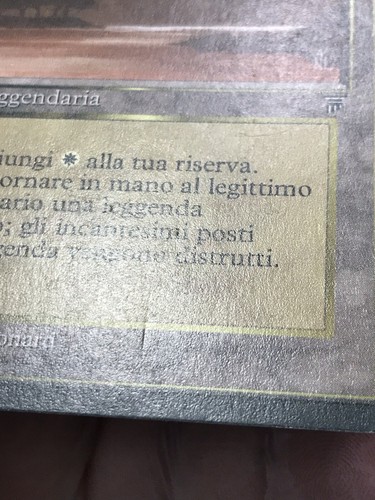 ggendaria
iungi ☀ alla tua riserva.
ornare in mano al legittimo
ario una leggenda
; gli incantesimi posti
genda vengono distrutti.
onard